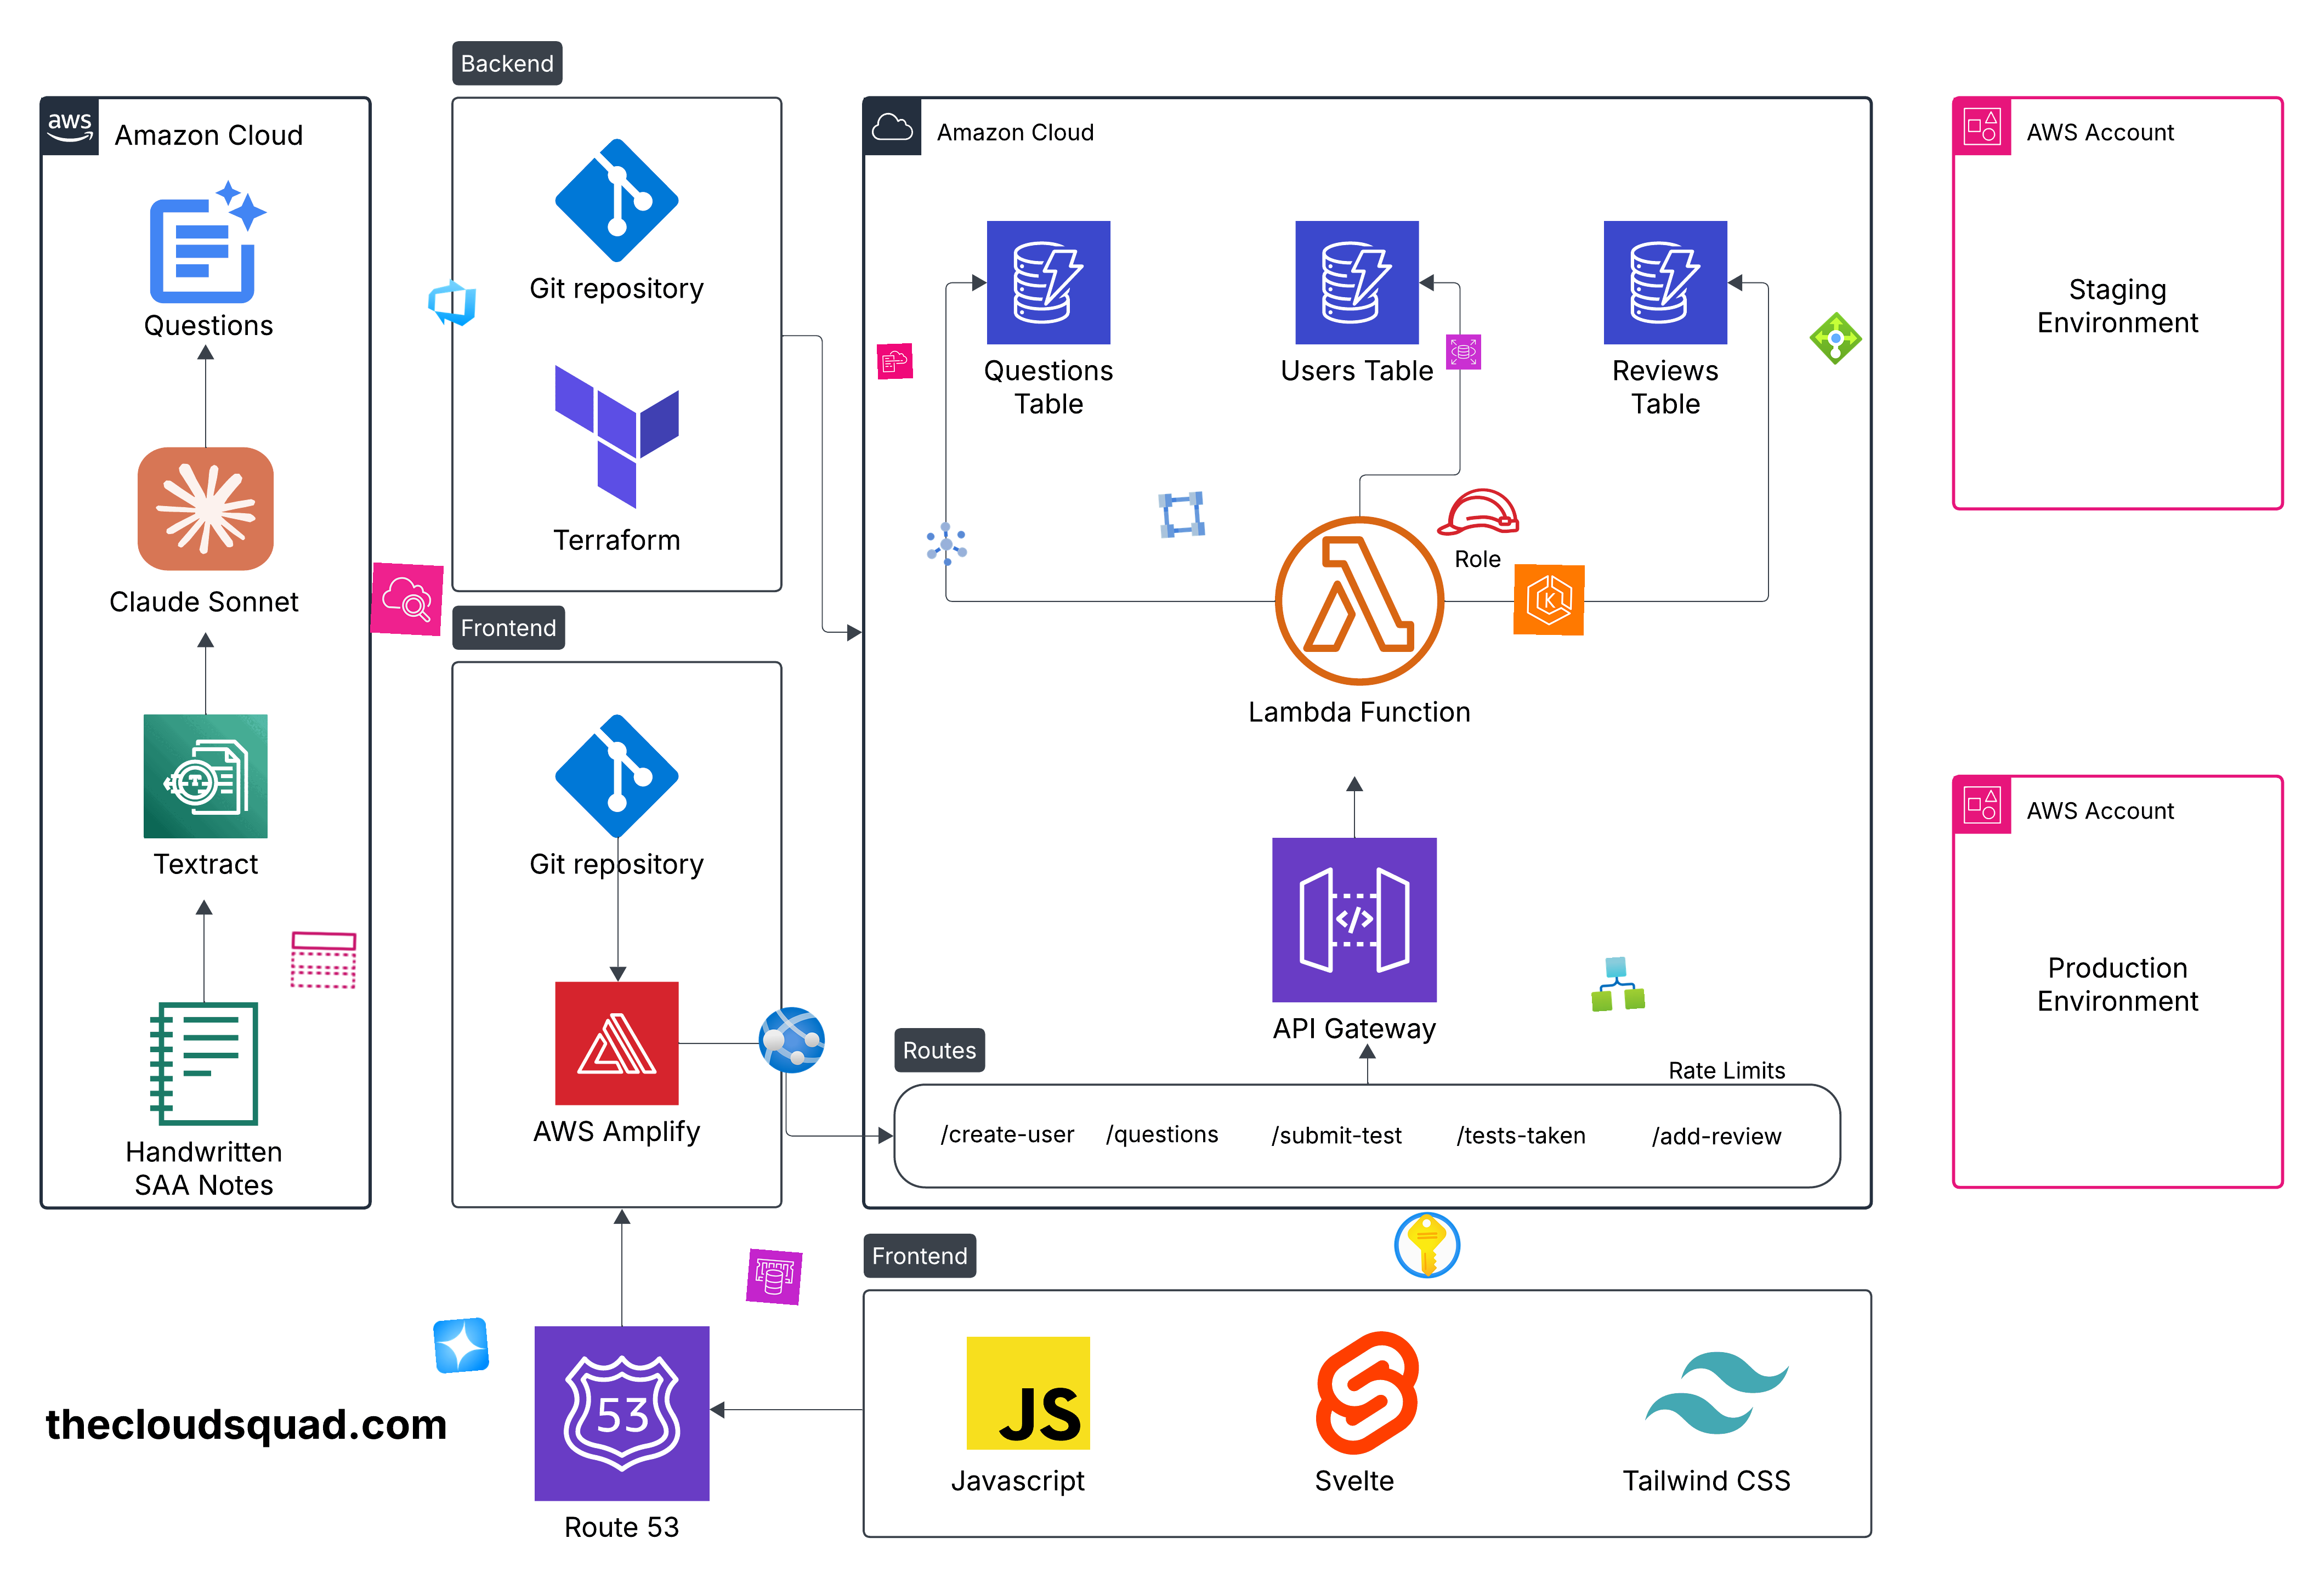 Backend
aws
Amazon Cloud
Questions
Claude Sonnet
Textract
Handwritten
SAA Notes
Git repository
Terraform
Frontend
Git repository
AWS Amplify
Amazon Cloud
Questions
Table
Users Table
Reviews
Table
Role
K
Lambda Function
</>
API Gateway
Routes
Rate Limits
/create-user
/questions
/submit-test
/tests-taken
/add-review
AWS Account
Staging
Environment
AWS Account
Production
Environment
thecloudsquad.com
53
Route 53
Frontend
JS
Javascript
Svelte
Tailwind CSS